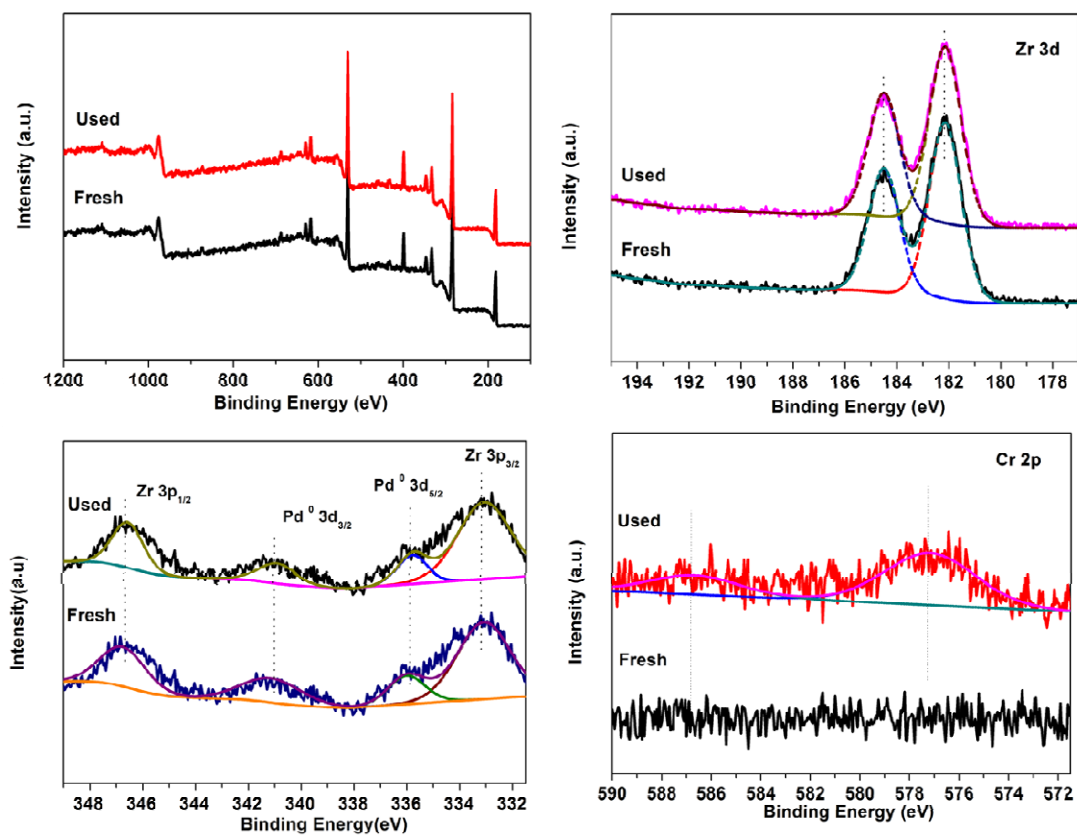 Intensity (a.u.)
Used
Fresh
1200 1000 800 600 400 200
Binding Energy (eV)
Intensity (a.u.)
Zr 3d
Used
Fresh
194 192 190 188 186 184 182 180 178
Binding Energy (eV)
Intensity(a.u)
Zr 3p3/2
Pd 0 3d5/2
Zr 3p1/2
Used
Pd 0 3d3/2
Fresh
348 346 344 342 340 338 336 334 332
Binding Energy(eV)
Intensity (a.u.)
Cr 2p
Used
Fresh
590 588 586 584 582 580 578 576 574 572
Binding Energy (eV)